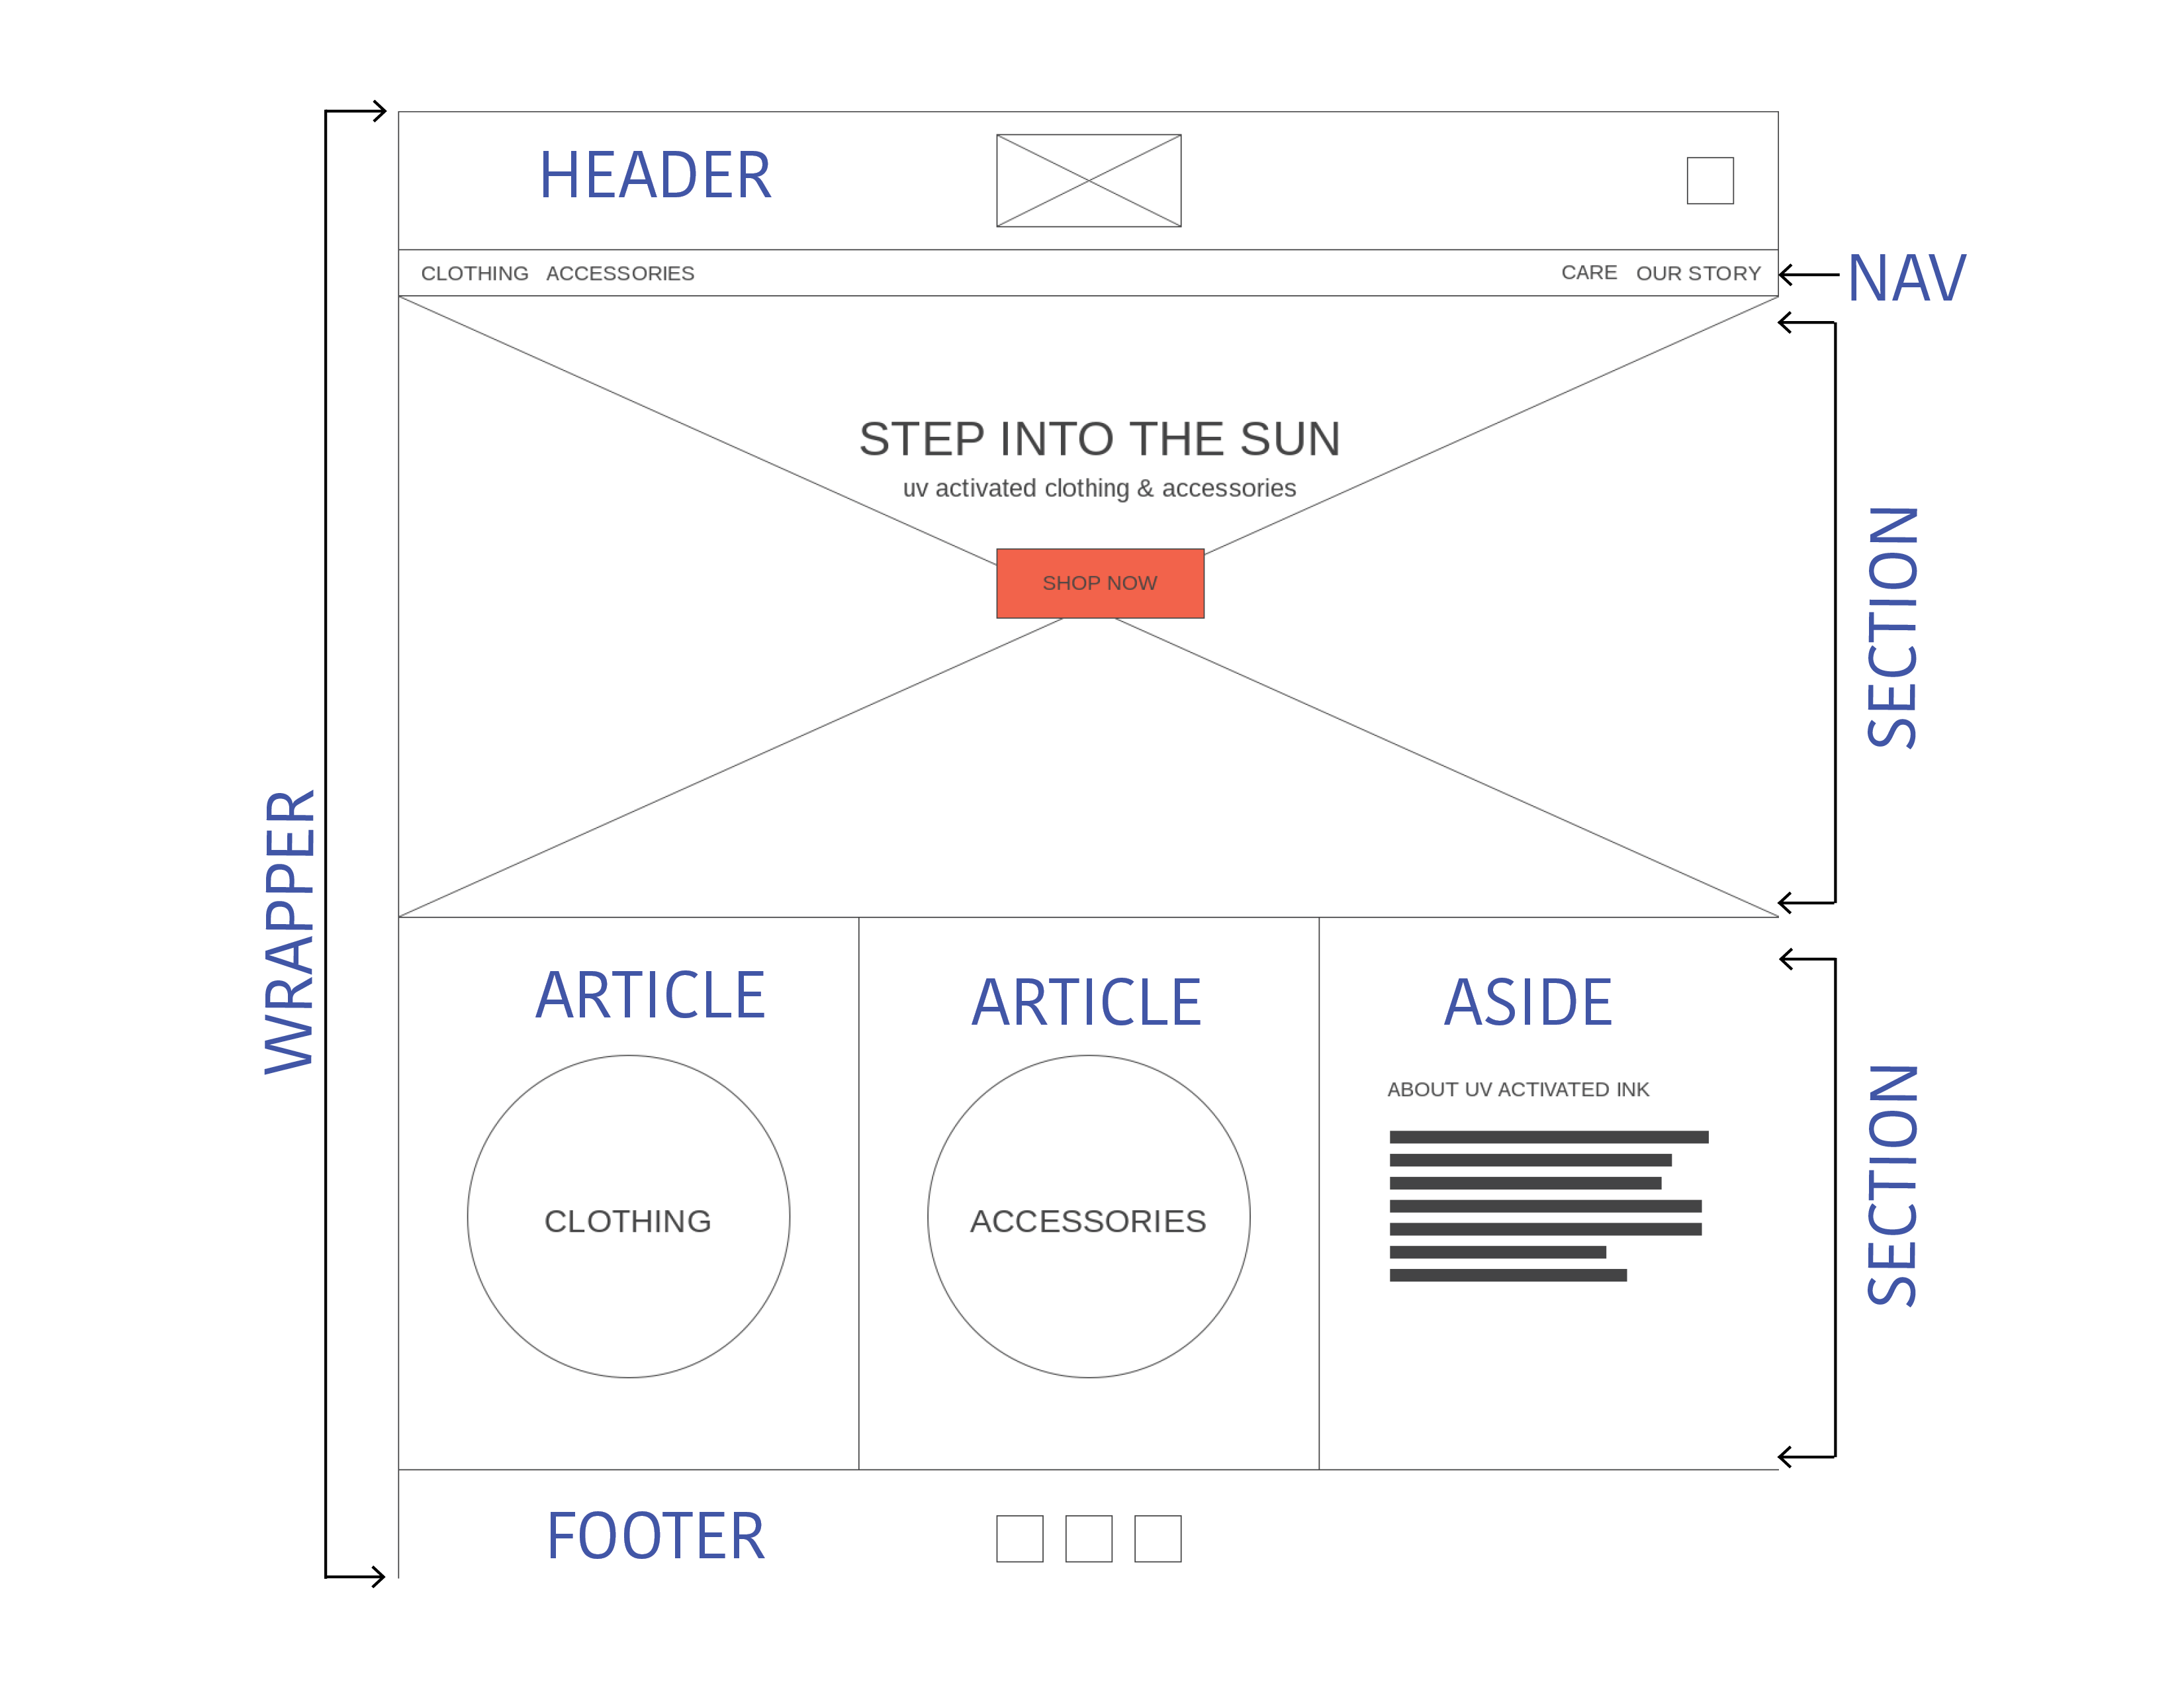 HEADER
CLOTHING ACCESSORIES CARE OUR STORY
NAV
STEP INTO THE SUN
uv activated clothing & accessories
SHOP NOW
SECTION
WRAPPER
ARTICLE ARTICLE ASIDE
ABOUT UV ACTIVATED INK
CLOTHING ACCESSORIES
SECTION
FOOTER